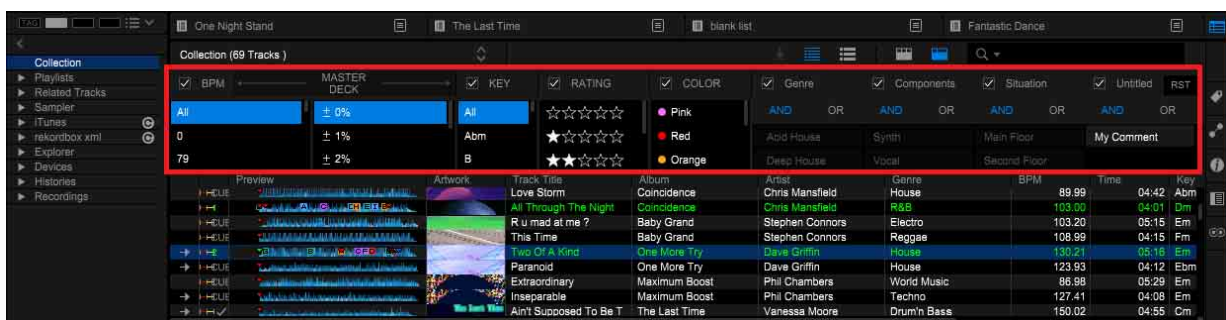 TAG
One Night Stand
The Last Time
blank list
Fantastic Dance
Collection (69 Tracks )
Collection
Playlists
Related Tracks
Sampler
iTunes
rekordbox xml
Explorer
Devices
Histories
Recordings
BPM MASTER DECK KEY RATING COLOR Genre Components Situation Untitled RST
All ± 0% All ☆☆☆☆☆ Pink AND OR AND OR AND OR AND OR
0 ± 1% Abm ★☆☆☆☆ Red Acid House Synth Main Floor My Comment
79 ± 2% B ★★☆☆☆ Orange Deep House Vocal Second Floor
Preview Artwork Track Title Album Artist Genre BPM Time Key
CUE Love Storm Coincidence Chris Mansfield House 89.99 04:42 Abm
All Through The Night Coincidence Chris Mansfield R&B 103.00 04:01 Dm
CUE R u mad at me ? Baby Grand Stephen Connors Electro 103.20 05:15 Em
CUE This Time Baby Grand Stephen Connors Reggae 108.99 04:15 Fm
Two Of A Kind One More Try Dave Griffin House 130.21 05:16 Em
CUE Paranoid One More Try Dave Griffin House 123.93 04:12 Ebm
CUE Extraordinary Maximum Boost Phil Chambers World Music 86.98 05:29 Em
CUE Inseparable Maximum Boost Phil Chambers Techno 127.41 04:08 Em
The Last Time Ain't Supposed To Be T The Last Time Vanessa Moore Drum'n Bass 150.02 04:55 Cm